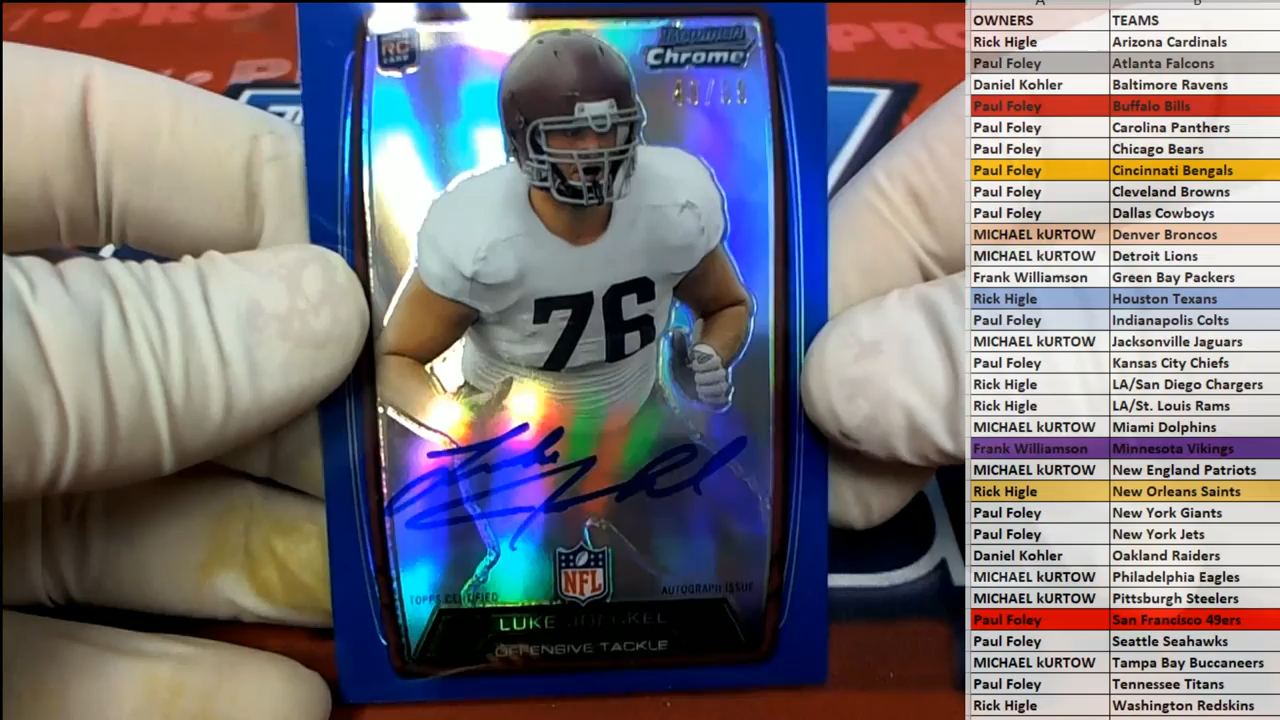 RC
Bowman
Chrome
76
NFL
TOPPS CERTIFIED
AUTOGRAPH ISSUE
LUKE JOECKEL
OFFENSIVE TACKLE
PRO
A B
OWNERS TEAMS
Rick Higle Arizona Cardinals
Paul Foley Atlanta Falcons
Daniel Kohler Baltimore Ravens
Paul Foley Buffalo Bills
Paul Foley Carolina Panthers
Paul Foley Chicago Bears
Paul Foley Cincinnati Bengals
Paul Foley Cleveland Browns
Paul Foley Dallas Cowboys
MICHAEL kURTOW Denver Broncos
MICHAEL kURTOW Detroit Lions
Frank Williamson Green Bay Packers
Rick Higle Houston Texans
Paul Foley Indianapolis Colts
MICHAEL kURTOW Jacksonville Jaguars
Paul Foley Kansas City Chiefs
Rick Higle LA/San Diego Chargers
Rick Higle LA/St. Louis Rams
MICHAEL kURTOW Miami Dolphins
Frank Williamson Minnesota Vikings
MICHAEL kURTOW New England Patriots
Rick Higle New Orleans Saints
Paul Foley New York Giants
Paul Foley New York Jets
Daniel Kohler Oakland Raiders
MICHAEL kURTOW Philadelphia Eagles
MICHAEL kURTOW Pittsburgh Steelers
Paul Foley San Francisco 49ers
Paul Foley Seattle Seahawks
MICHAEL kURTOW Tampa Bay Buccaneers
Paul Foley Tennessee Titans
Rick Higle Washington Redskins